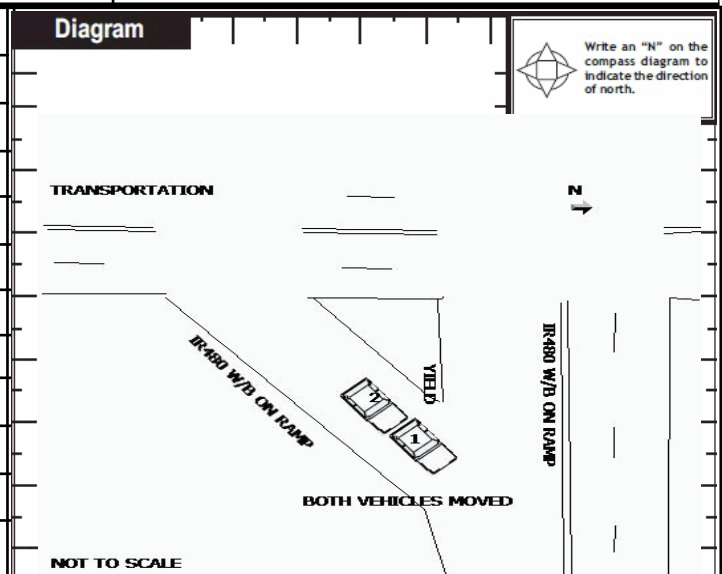 Diagram
Write an “N” on the
compass diagram to
indicate the direction
of north.
TRANSPORTATION
N
IR480 W/B ON RAMP
YIELD
IR480 W/B ON RAMP
2
1
BOTH VEHICLES MOVED
NOT TO SCALE